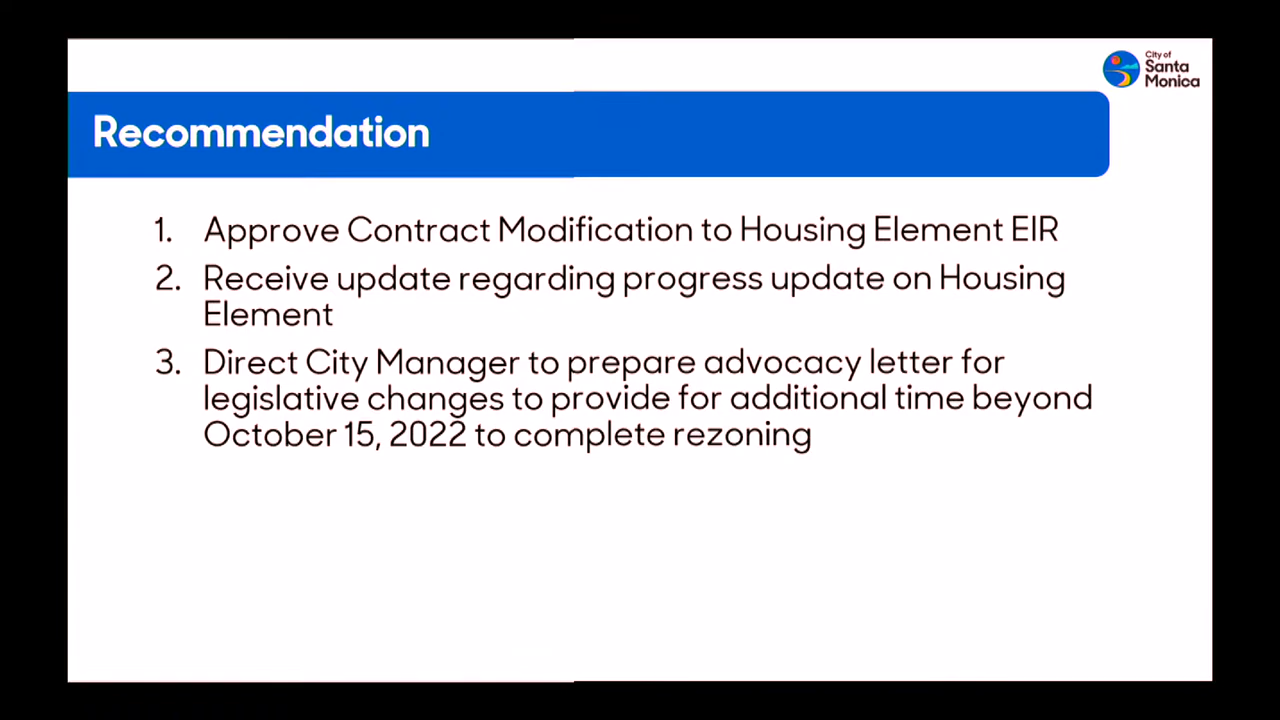 City of
Santa
Monica
Recommendation
1. Approve Contract Modification to Housing Element EIR
2. Receive update regarding progress update on Housing
Element
3. Direct City Manager to prepare advocacy letter for
legislative changes to provide for additional time beyond
October 15, 2022 to complete rezoning